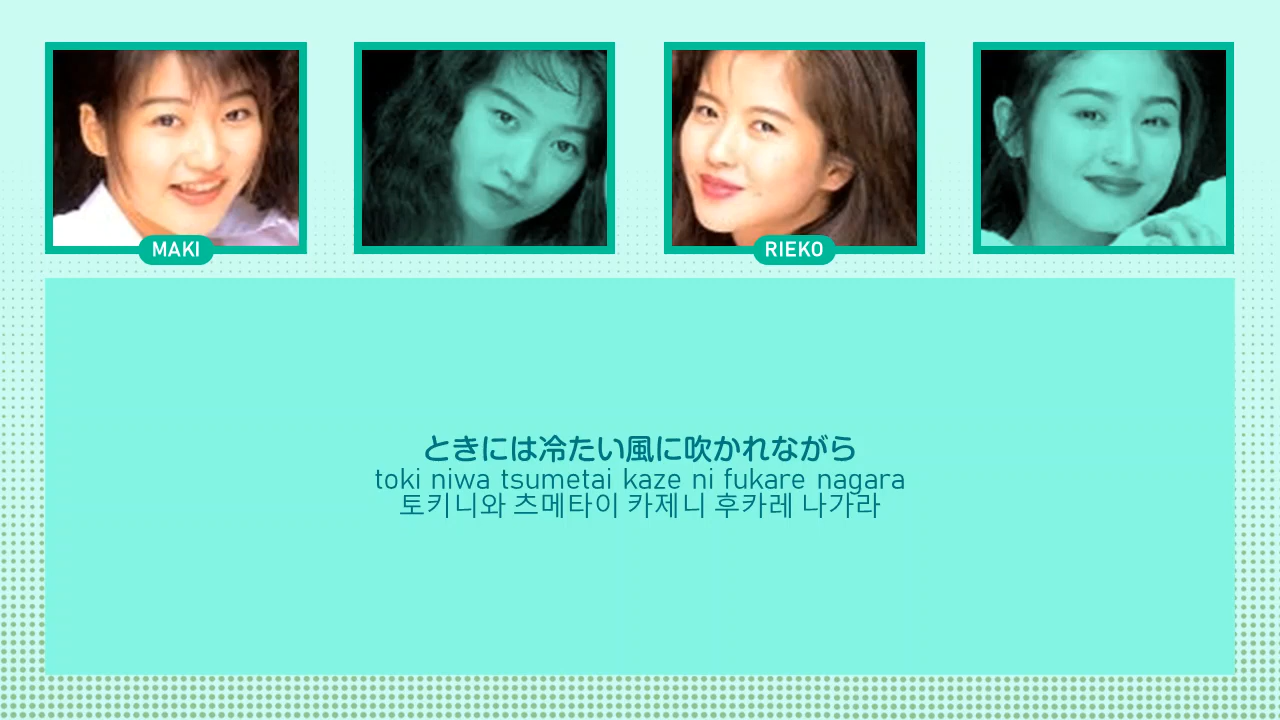 MAKI
RIEKO
ときには冷たい風に吹かれながら
toki niwa tsumetai kaze ni fukare nagara
토키니와 츠메타이 카제니 후카레 나가라